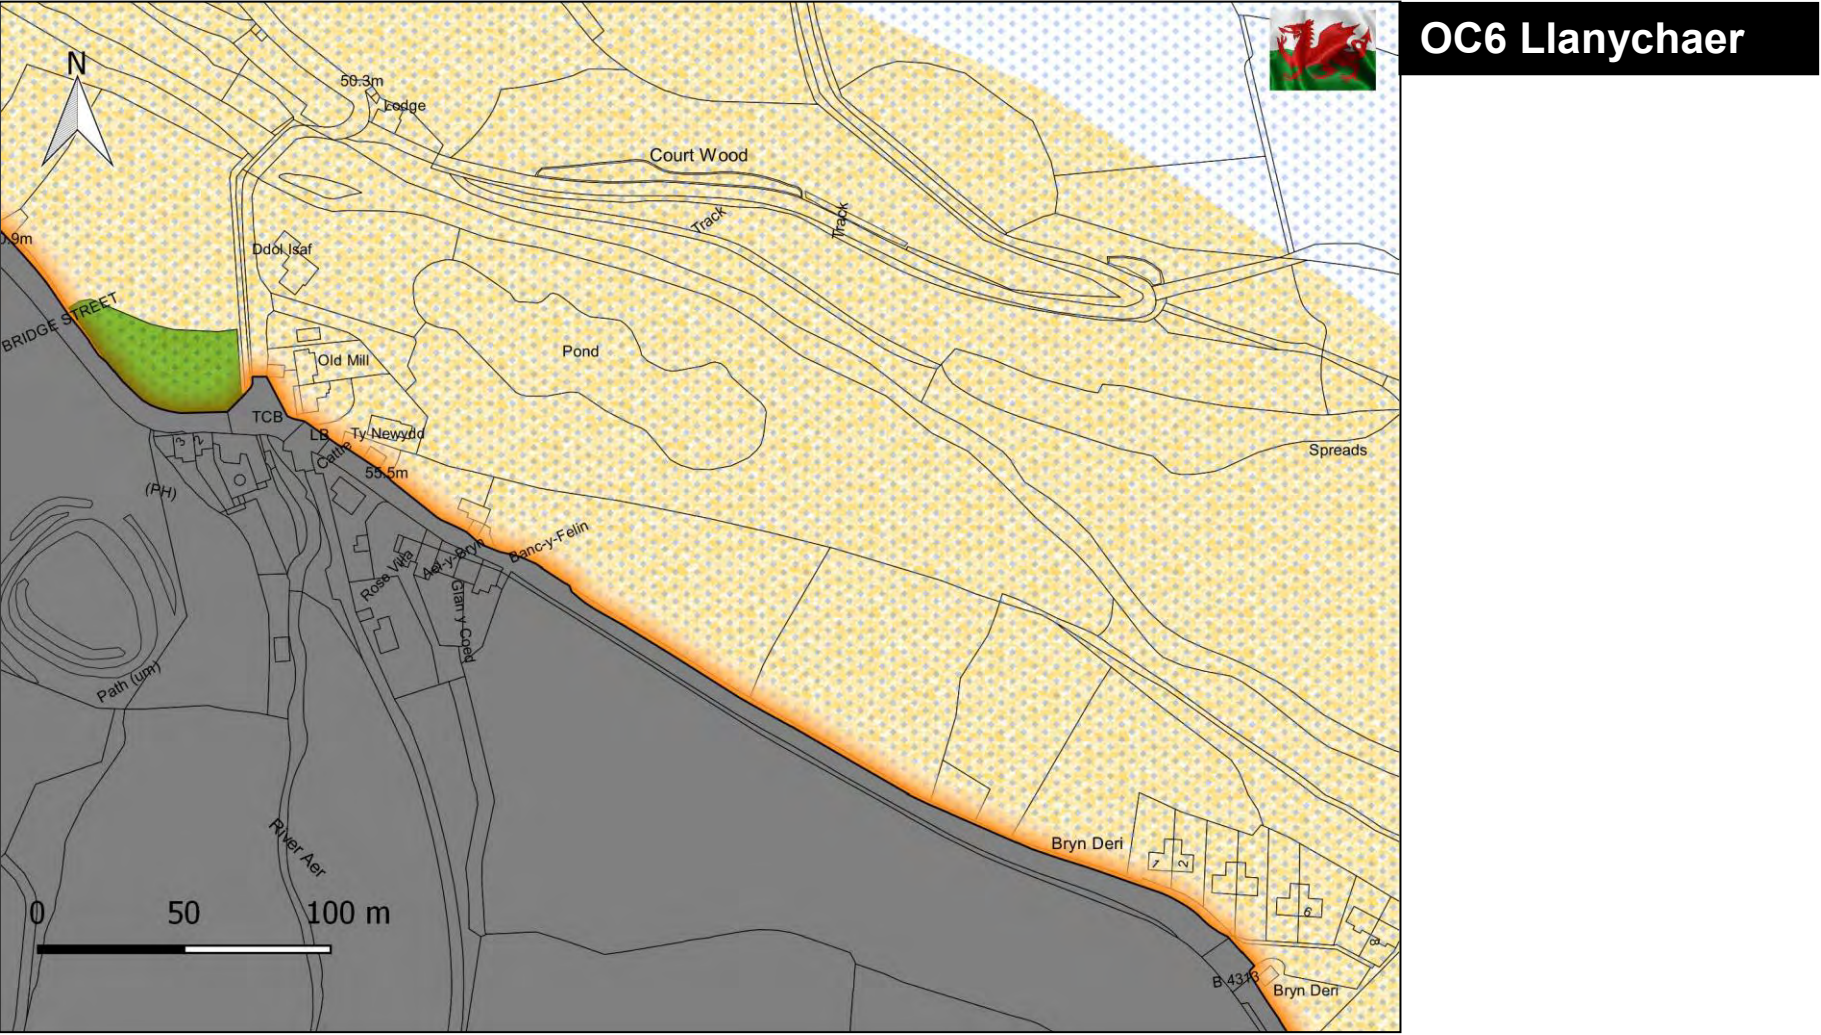 OC6 Llanychaer
N
50.3m
Lodge
Court Wood
Track
Track
Ddol Isaf
BRIDGE STREET
Old Mill
Pond
TCB
LB
Ty Newydd
Cattle
55.5m
3
2
(PH)
Spreads
Banc-y-Felin
Rose Villa
Ael-y-Bryn
Glan y Coed
Path (um)
River Aer
Bryn Deri
1
2
6
8
0 50 100 m
B 4313
Bryn Deri